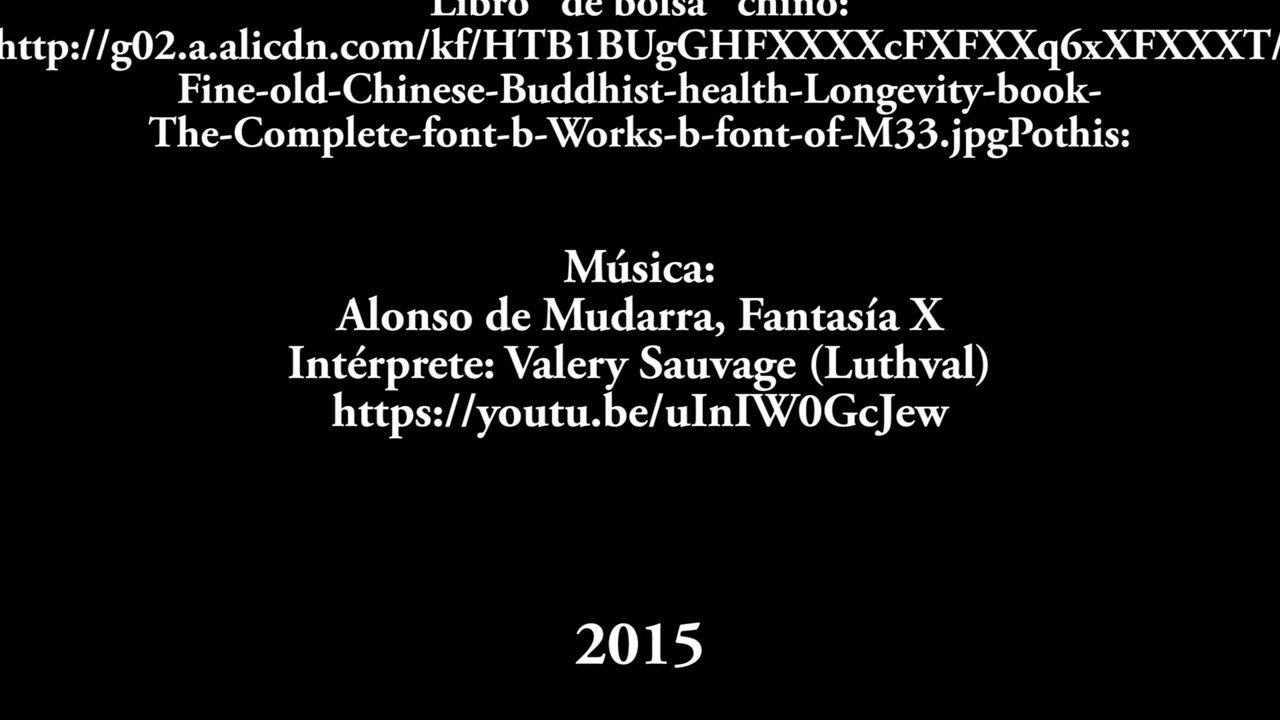 Libro "de bolsa" chino:
http://g02.a.alicdn.com/kf/HTB1BUgGHFXXXXcFXFXXq6xXFXXXT/
Fine-old-Chinese-Buddhist-health-Longevity-book-
The-Complete-font-b-Works-b-font-of-M33.jpgPothis:
Música:
Alonso de Mudarra, Fantasía X
Intérprete: Valery Sauvage (Luthval)
https://youtu.be/uInIW0GcJew
2015